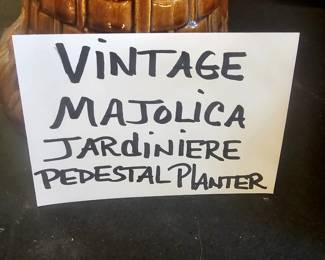 VINTAGE
MAJOLICA
JARdiNiERE
PEDESTAL PlANTER